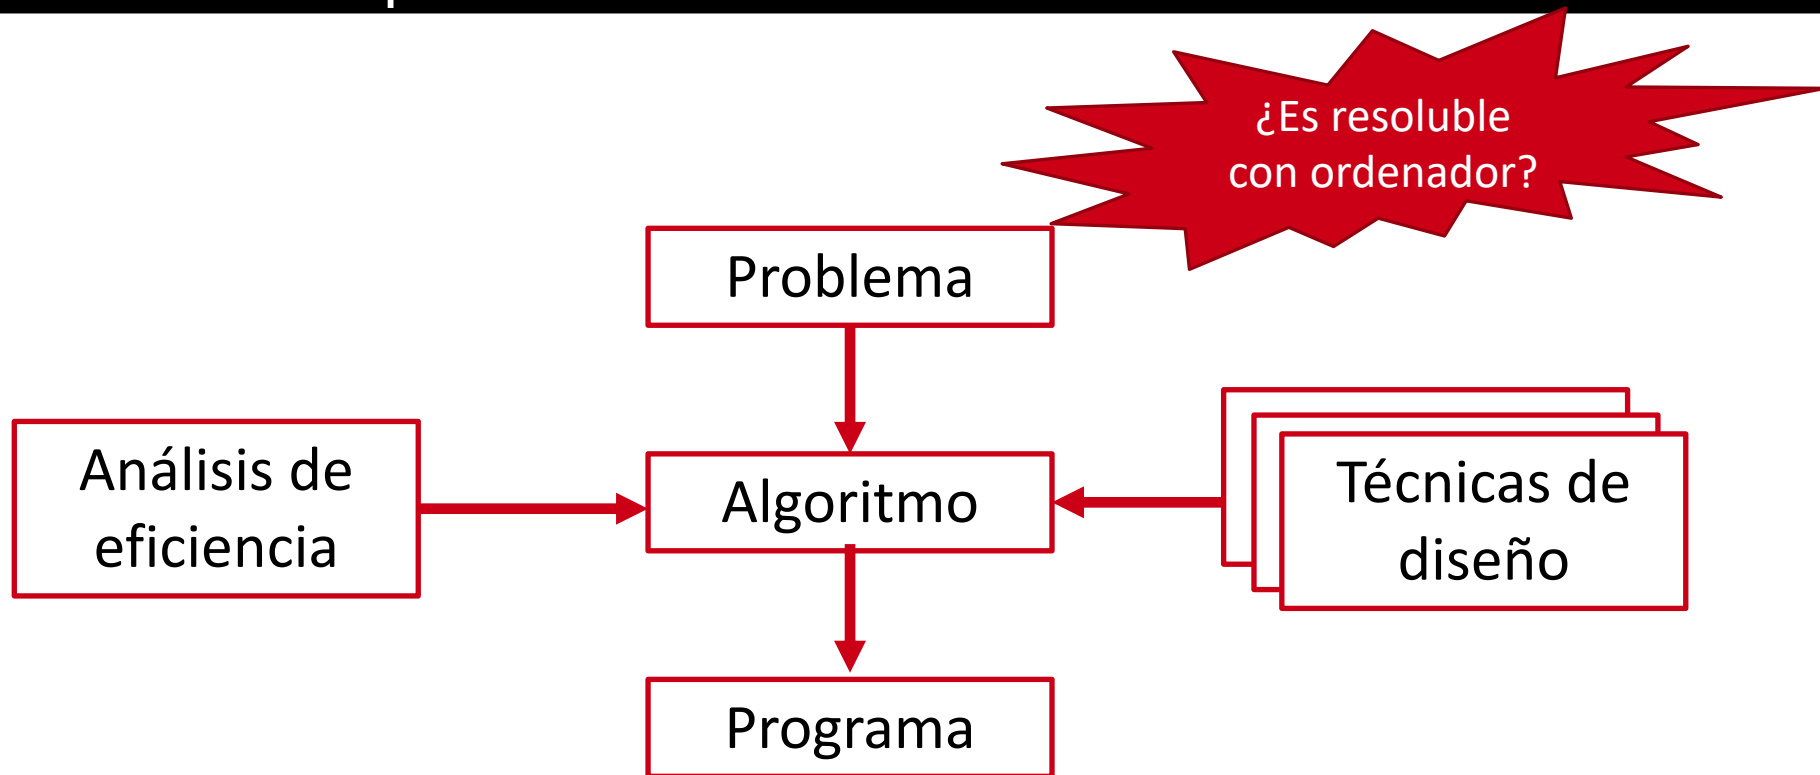 ¿Es resoluble
con ordenador?
Problema
Análisis de
eficiencia
Algoritmo
Técnicas de
diseño
Programa